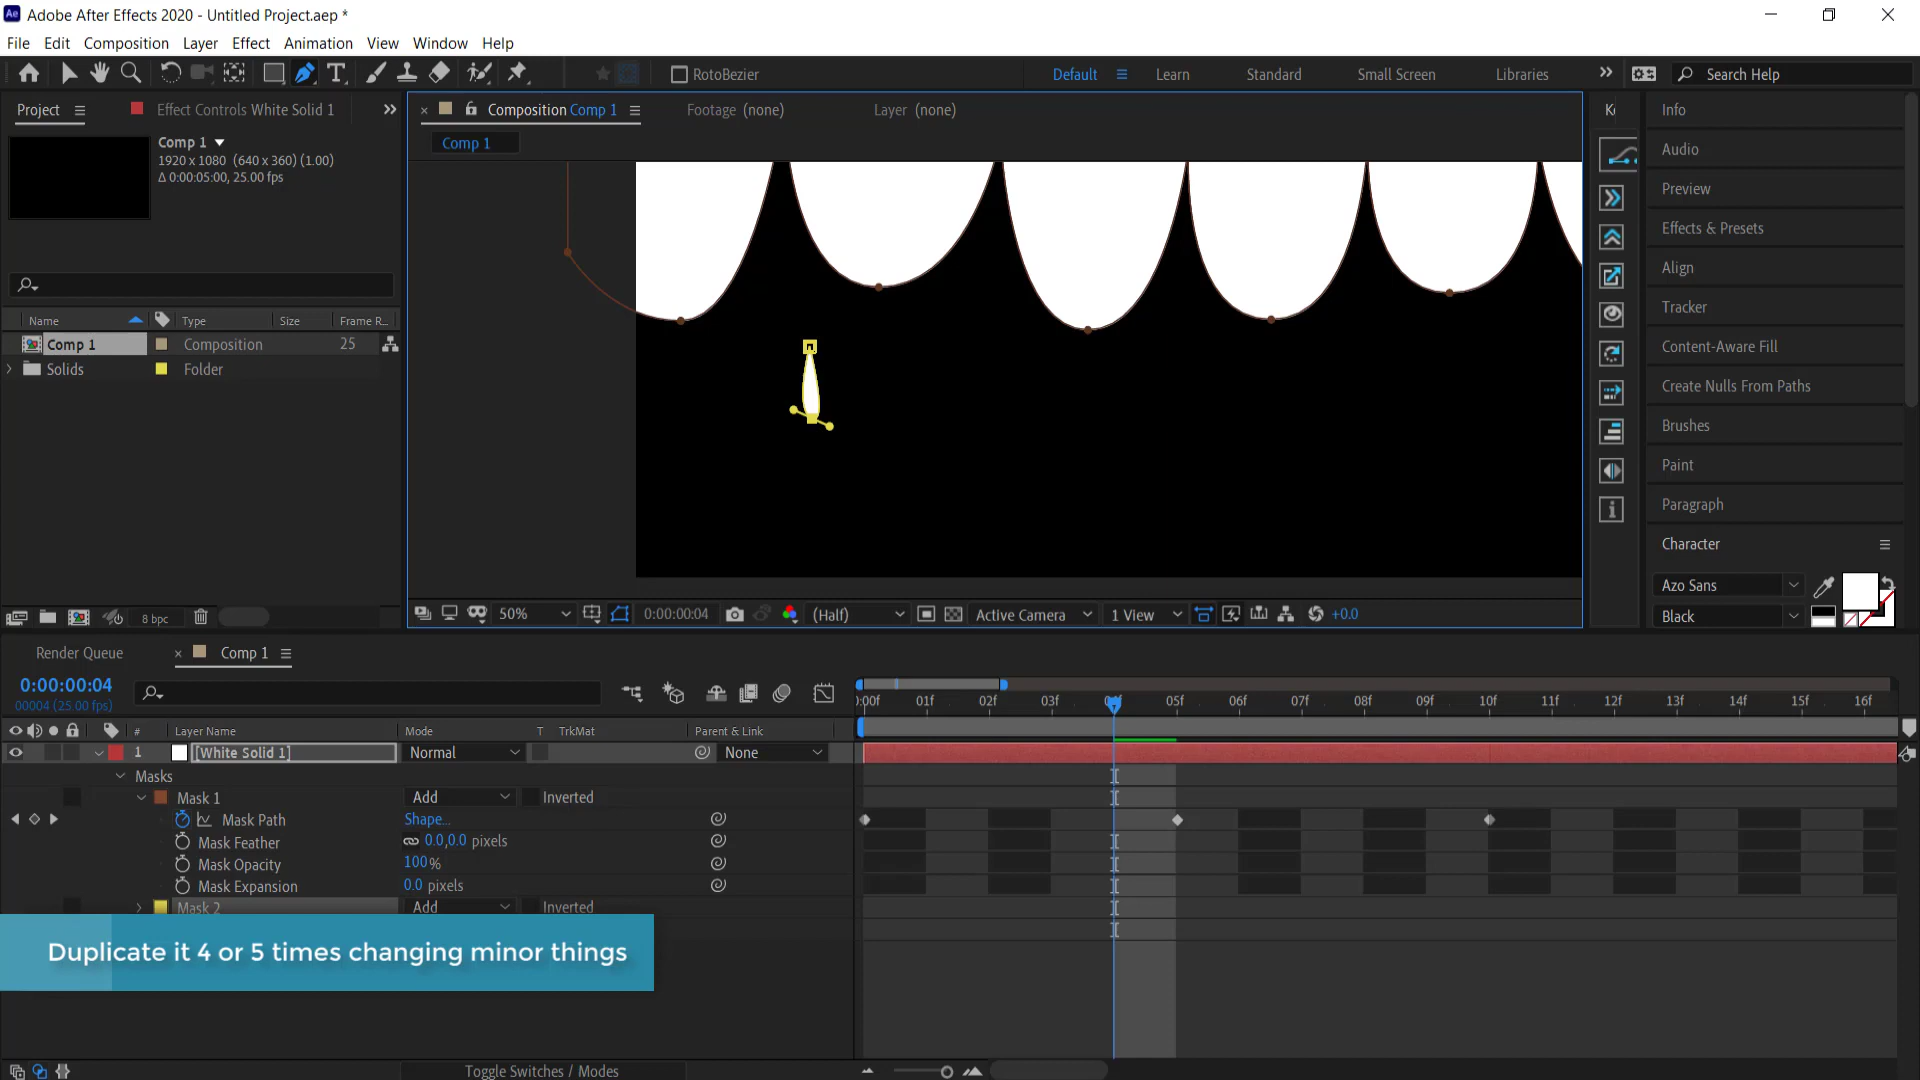 Adobe After Effects 2020 - Untitled Project.aep *
File Edit Composition Layer Effect Animation View Window Help
RotoBezier Default Learn Standard Small Screen Libraries Search Help
Project Effect Controls White Solid 1
Composition Comp 1 Footage (none) Layer (none)
Comp 1
Comp 1
1920 x 1080 (640 x 360) (1.00)
Δ 0:00:05:00, 25.00 fps
Name Type Size Frame R...
Comp 1 Composition 25
Solids Folder
8 bpc
50% 0:00:00:04 (Half) Active Camera 1 View +0.0
Info
Audio
Preview
Effects & Presets
Align
Tracker
Content-Aware Fill
Create Nulls From Paths
Brushes
Paint
Paragraph
Character
Azo Sans
Black
Render Queue Comp 1
0:00:00:04
00004 (25.00 fps)
:00f 01f 02f 03f 04f 05f 06f 07f 08f 09f 10f 11f 12f 13f 14f 15f 16f
# Layer Name Mode T TrkMat Parent & Link
1 [White Solid 1] Normal None
Masks
Mask 1 Add Inverted
Mask Path Shape...
Mask Feather 0.0,0.0 pixels
Mask Opacity 100%
Mask Expansion 0.0 pixels
Mask 2 Add Inverted
Duplicate it 4 or 5 times changing minor things
Toggle Switches / Modes